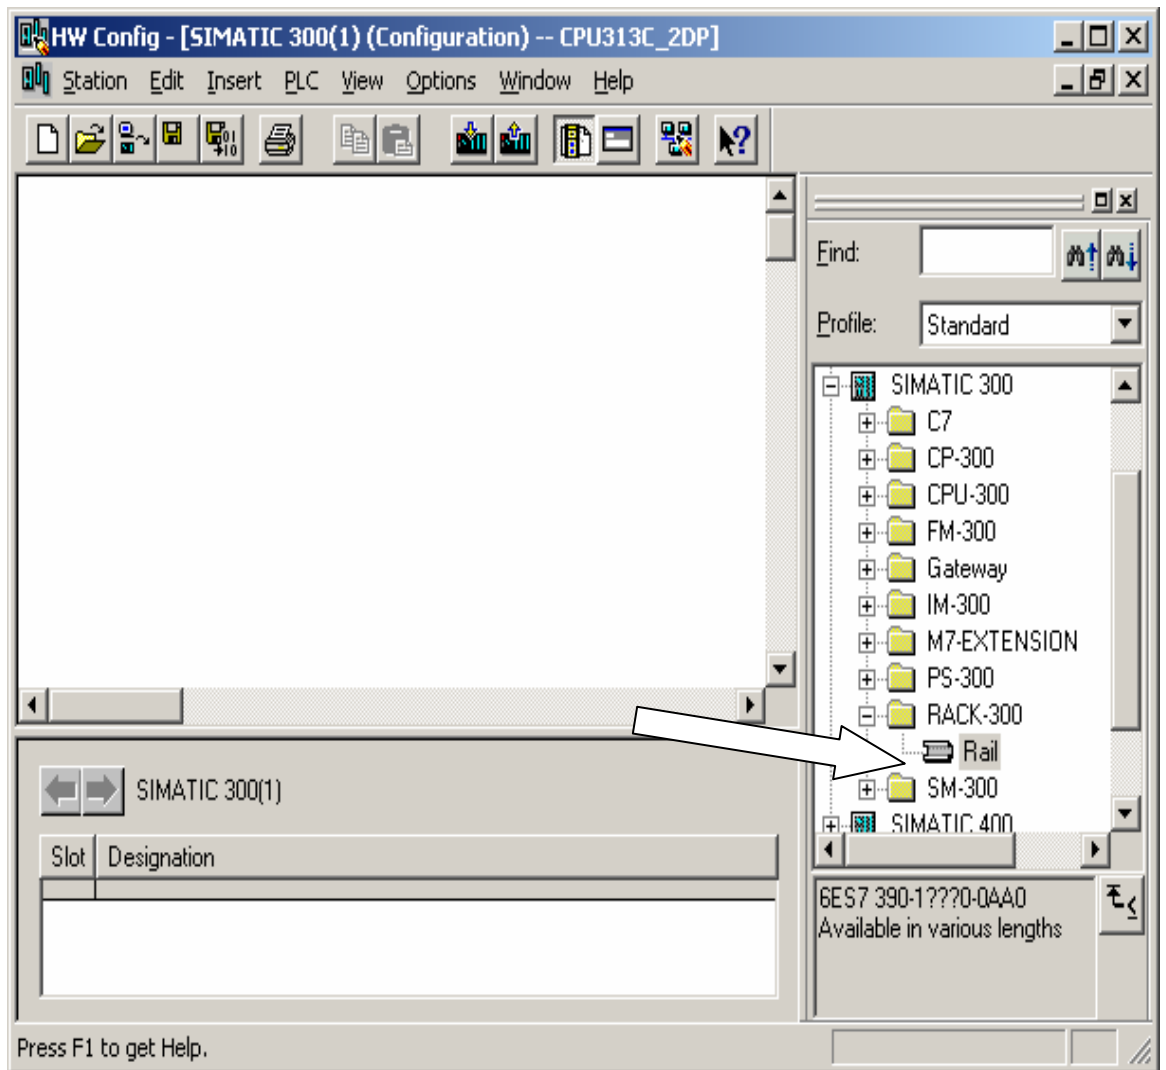 HW Config - [SIMATIC 300(1) (Configuration) -- CPU313C_2DP]
Station Edit Insert PLC View Options Window Help
Find:
Profile: Standard
SIMATIC 300
C7
CP-300
CPU-300
FM-300
Gateway
IM-300
M7-EXTENSION
PS-300
RACK-300
Rail
SM-300
SIMATIC 400
6ES7 390-1???0-0AA0
Available in various lengths
SIMATIC 300(1)
Slot Designation
Press F1 to get Help.